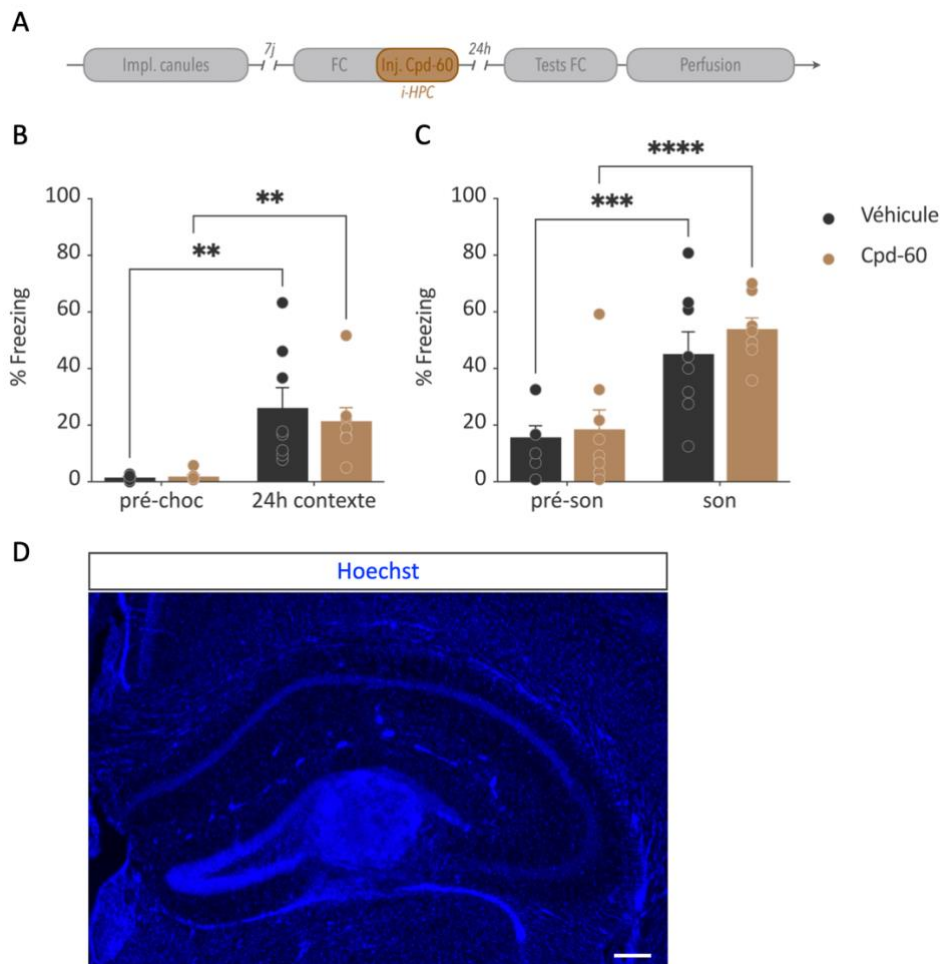 A
Impl. canules
7j
FC
Inj. Cpd-60
24h
Tests FC
Perfusion
i-HPC
B
100
80
60
40
20
0
% Freezing
**
**
pré-choc
24h contexte
C
100
80
60
40
20
0
% Freezing
***
****
pré-son
son
Véhicule
Cpd-60
D
Hoechst